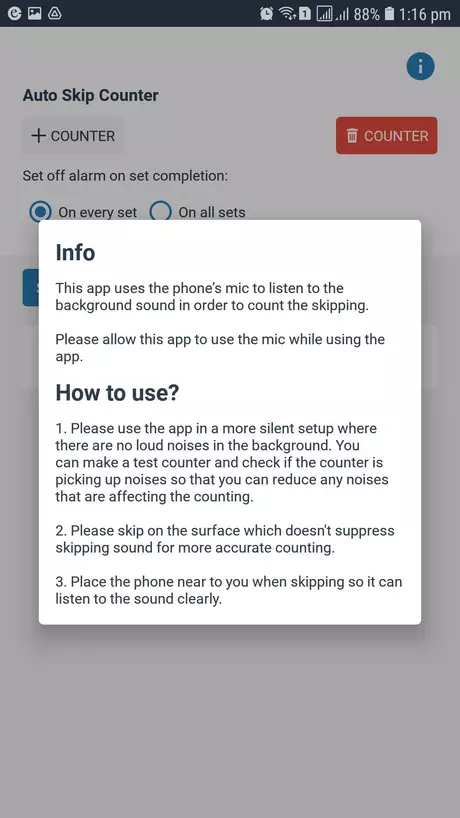 88% 1:16 pm
Auto Skip Counter
COUNTER
COUNTER
Set off alarm on set completion:
On every set On all sets
Info
This app uses the phone’s mic to listen to the
background sound in order to count the skipping.
Please allow this app to use the mic while using the
app.
How to use?
1. Please use the app in a more silent setup where
there are no loud noises in the background. You
can make a test counter and check if the counter is
picking up noises so that you can reduce any noises
that are affecting the counting.
2. Please skip on the surface which doesn't suppress
skipping sound for more accurate counting.
3. Place the phone near to you when skipping so it can
listen to the sound clearly.